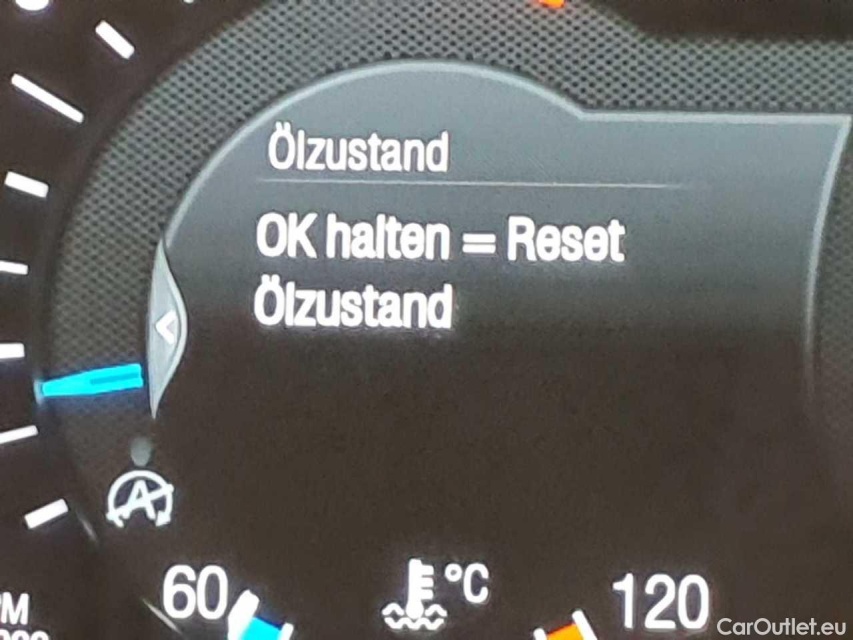 Ölzustand
OK halten = Reset
Ölzustand
A
60
°C
120
CarOutlet.eu